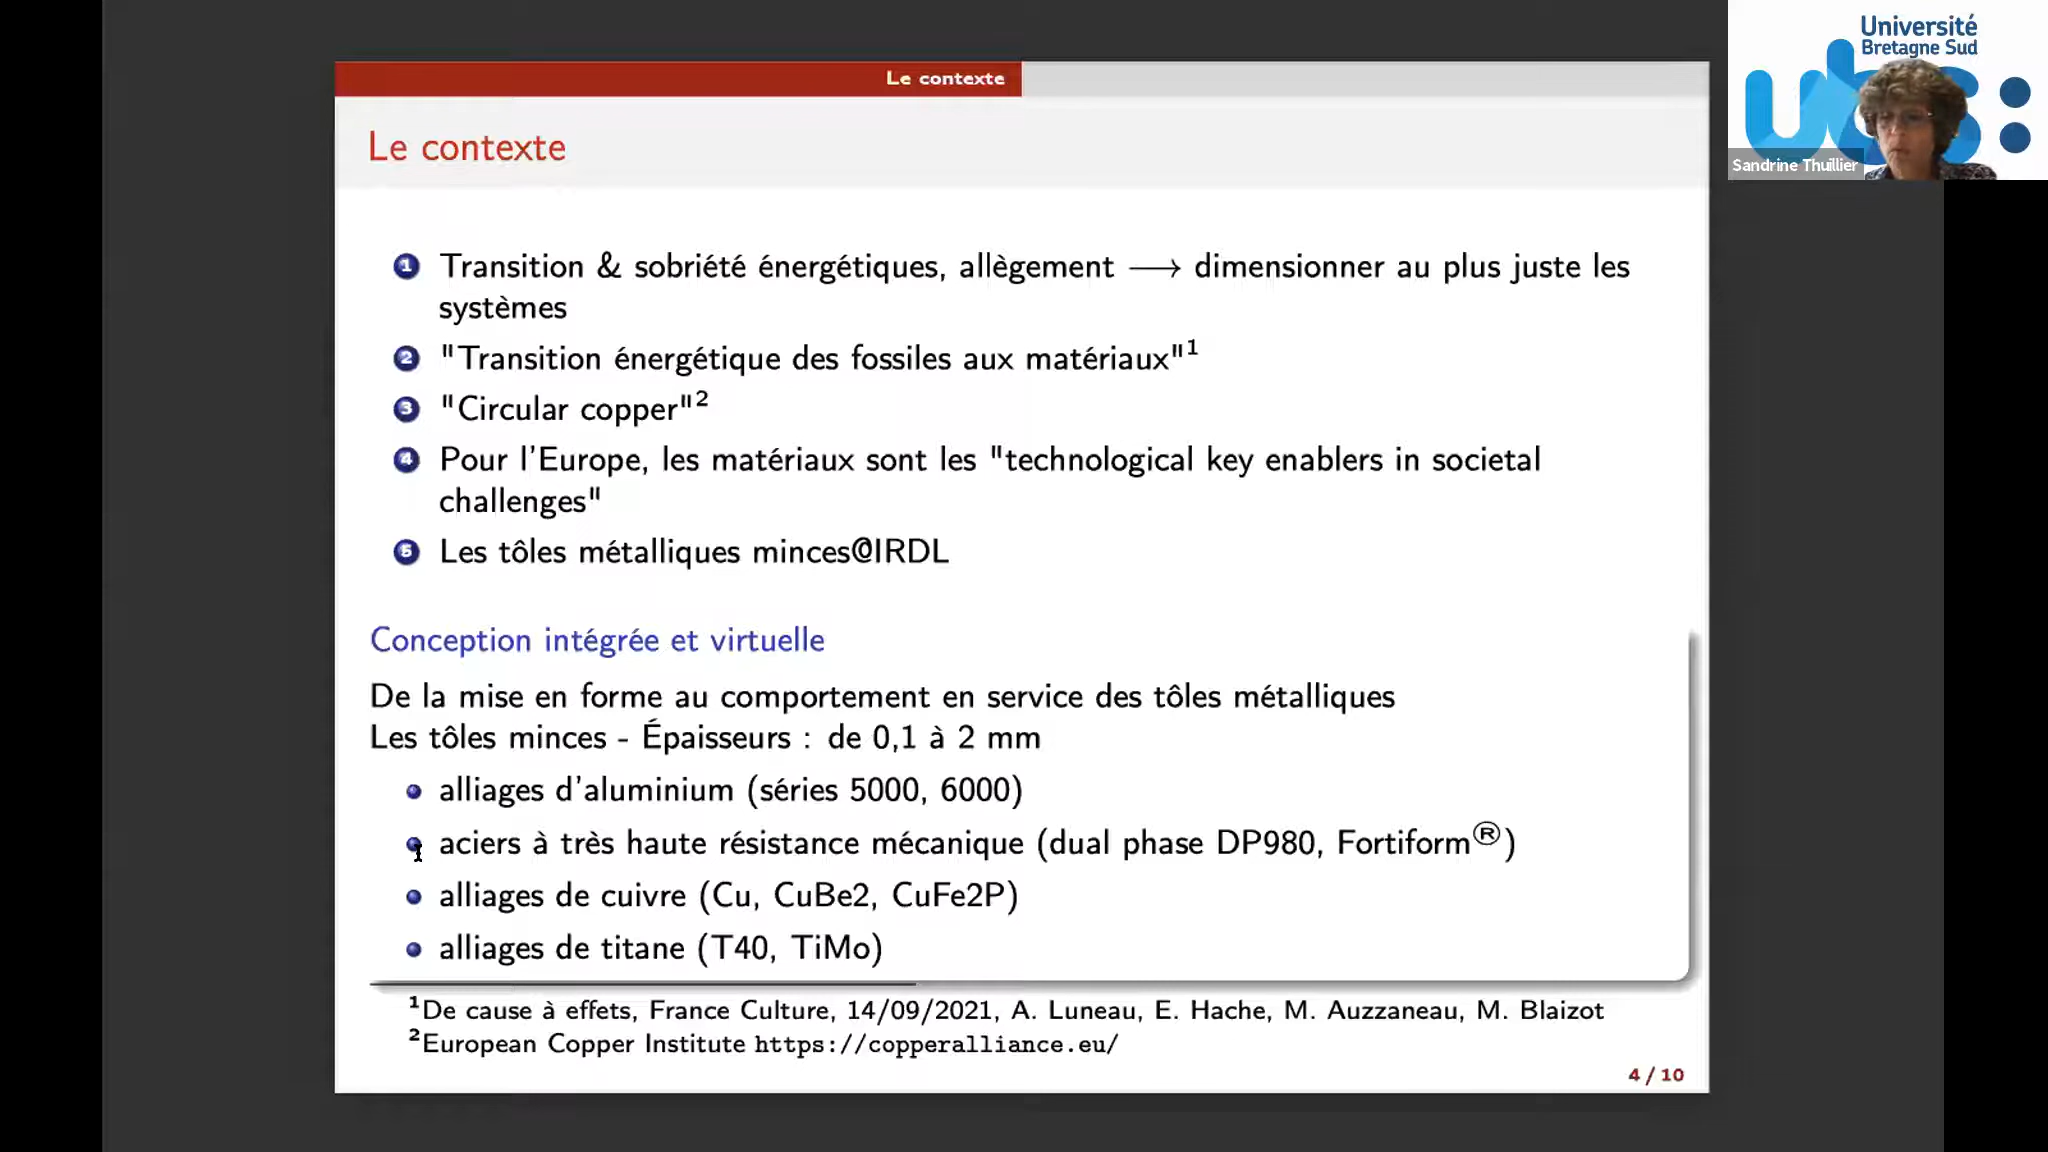 Le contexte
Le contexte
1 Transition & sobriété énergétiques, allègement ⟶ dimensionner au plus juste les
systèmes
2 "Transition énergétique des fossiles aux matériaux"¹
3 "Circular copper"²
4 Pour l'Europe, les matériaux sont les "technological key enablers in societal
challenges"
5 Les tôles métalliques minces@IRDL
Conception intégrée et virtuelle
De la mise en forme au comportement en service des tôles métalliques
Les tôles minces - Épaisseurs : de 0,1 à 2 mm
alliages d'aluminium (séries 5000, 6000)
aciers à très haute résistance mécanique (dual phase DP980, Fortiform®)
alliages de cuivre (Cu, CuBe2, CuFe2P)
alliages de titane (T40, TiMo)
¹De cause à effets, France Culture, 14/09/2021, A. Luneau, E. Hache, M. Auzzaneau, M. Blaizot
²European Copper Institute https://copperalliance.eu/
4 / 10
Université
Bretagne Sud
ubs:
Sandrine Thuillier